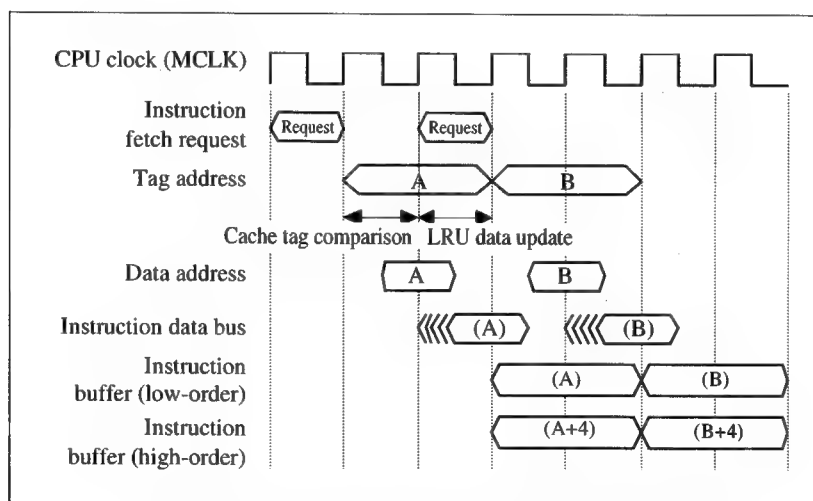 CPU clock (MCLK)
Instruction
fetch request
Request
Request
Tag address
A
B
Cache tag comparison
LRU data update
Data address
A
B
Instruction data bus
(A)
(B)
Instruction
buffer (low-order)
(A)
(B)
Instruction
buffer (high-order)
(A+4)
(B+4)